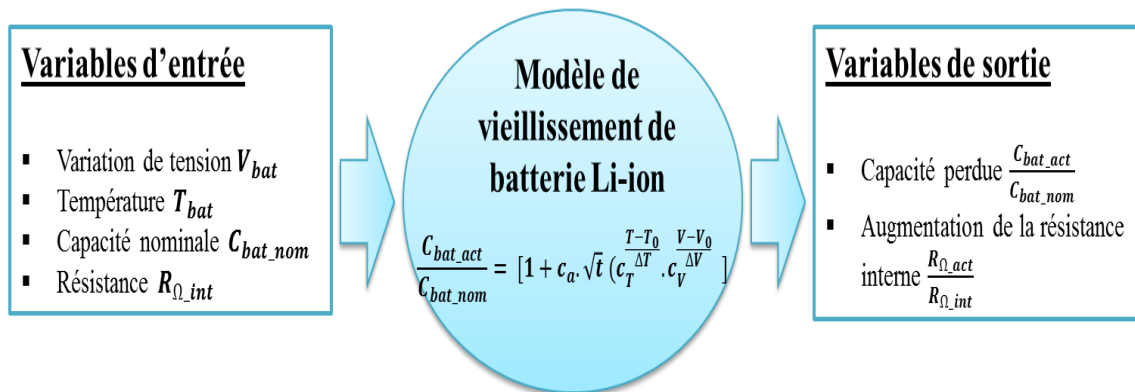 Variables d'entrée
▪ Variation de tension V_bat
▪ Température T_bat
▪ Capacité nominale C_bat_nom
▪ Résistance R_Ω_int
Modèle de
vieillissement de
batterie Li-ion
C_bat_act / C_bat_nom = [1 + c_a. √t (c_T^((T−T_0)/ΔT) . c_V^((V−V_0)/ΔV) ]
Variables de sortie
▪ Capacité perdue C_bat_act / C_bat_nom
▪ Augmentation de la résistance
interne R_Ω_act / R_Ω_int